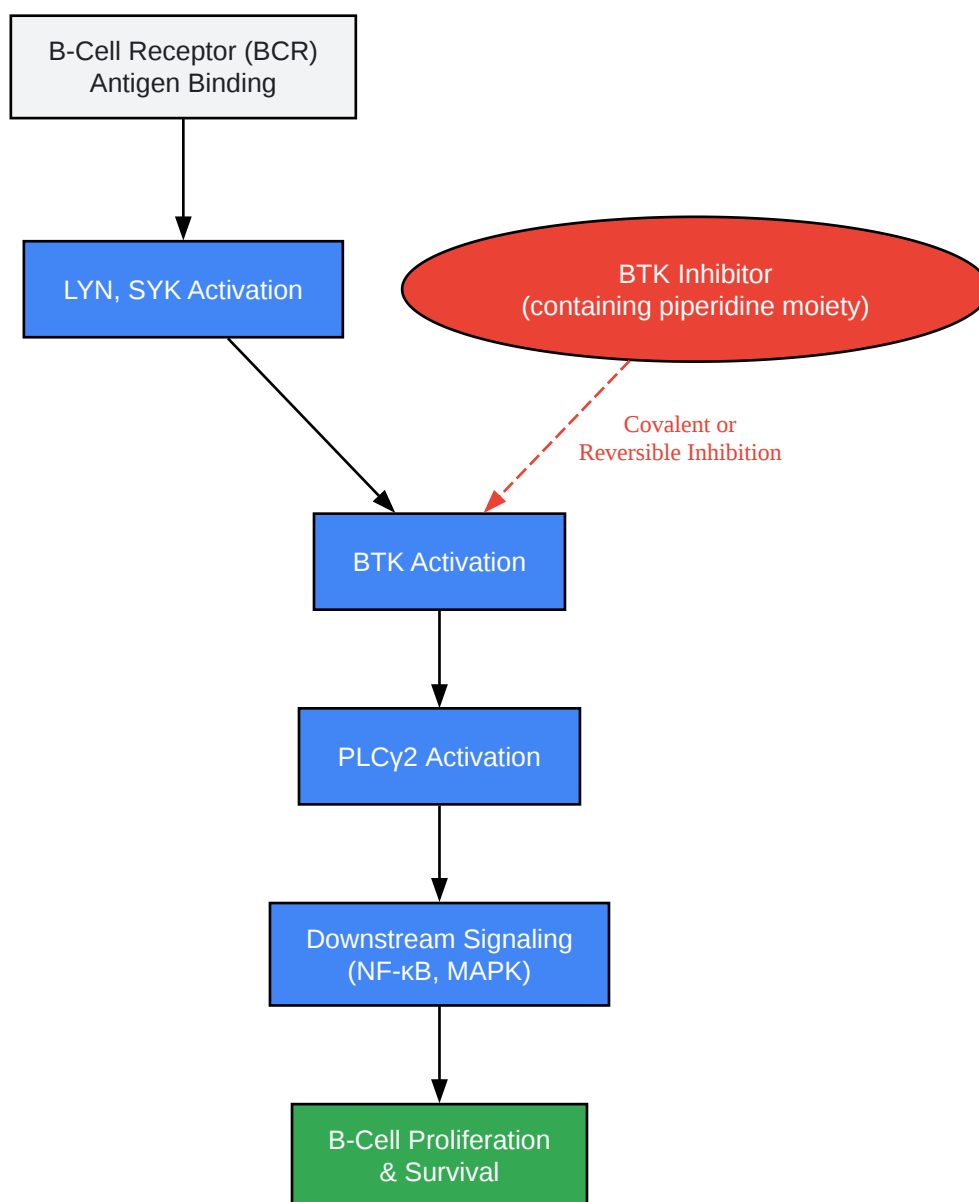 B-Cell Receptor (BCR)
Antigen Binding
LYN, SYK Activation
BTK Inhibitor
(containing piperidine moiety)
Covalent or
Reversible Inhibition
BTK Activation
PLCγ2 Activation
Downstream Signaling
(NF-κB, MAPK)
B-Cell Proliferation
& Survival